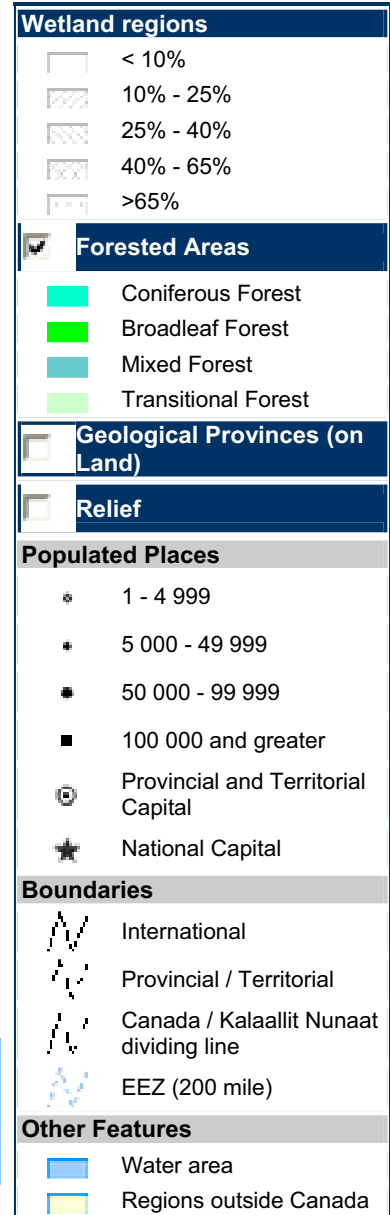 Wetland regions
< 10%
10% - 25%
25% - 40%
40% - 65%
>65%
Forested Areas
Coniferous Forest
Broadleaf Forest
Mixed Forest
Transitional Forest
Geological Provinces (on
Land)
Relief
Populated Places
1 - 4 999
5 000 - 49 999
50 000 - 99 999
100 000 and greater
Provincial and Territorial
Capital
National Capital
Boundaries
International
Provincial / Territorial
Canada / Kalaallit Nunaat
dividing line
EEZ (200 mile)
Other Features
Water area
Regions outside Canada